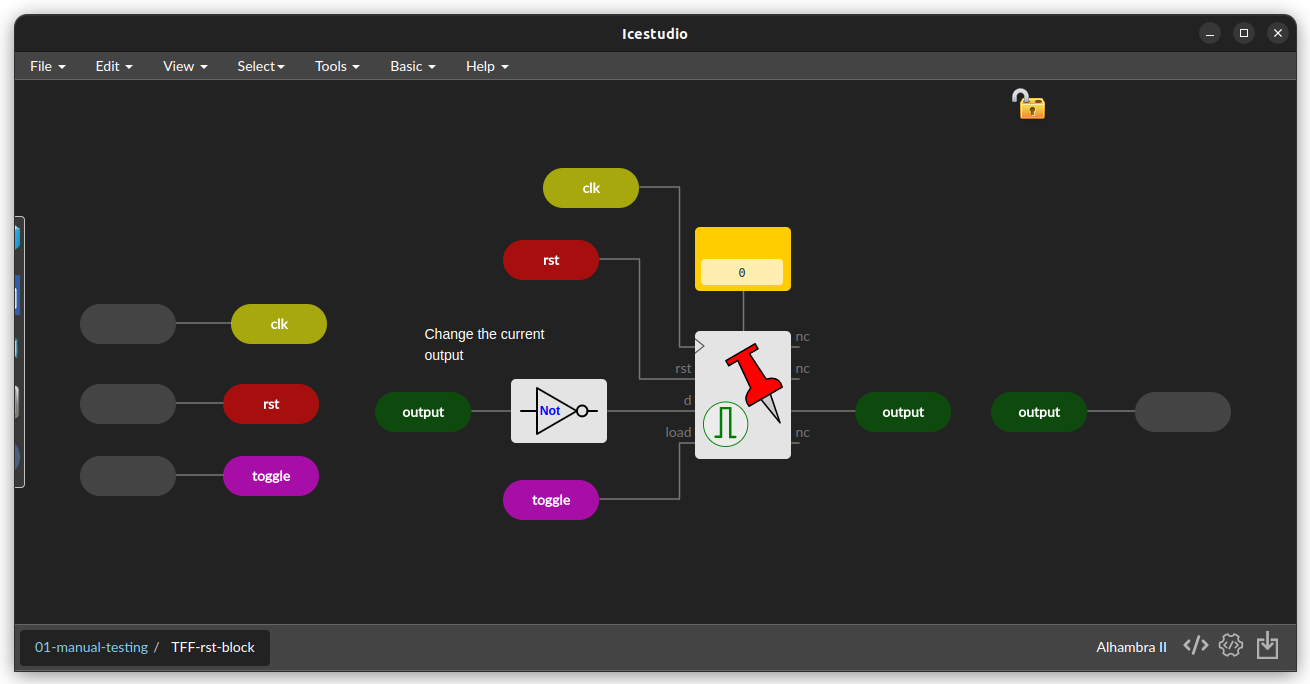 Icestudio
File Edit View Select Tools Basic Help
clk
rst
0
clk
Change the current
output
nc
rst
nc
rst
output
Not
d
output
output
load
nc
toggle
toggle
01-manual-testing / TFF-rst-block
Alhambra II